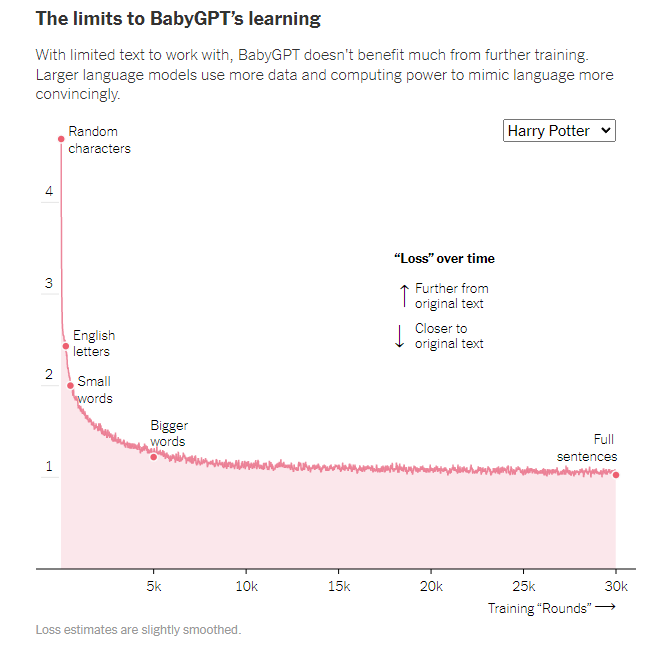 The limits to BabyGPT's learning
With limited text to work with, BabyGPT doesn't benefit much from further training.
Larger language models use more data and computing power to mimic language more
convincingly.
Harry Potter
Random
characters
4
"Loss" over time
3
Further from
original text
English
letters
Closer to
original text
2
Small
words
Bigger
words
Full
sentences
1
5k 10k 15k 20k 25k 30k
Training "Rounds" →
Loss estimates are slightly smoothed.